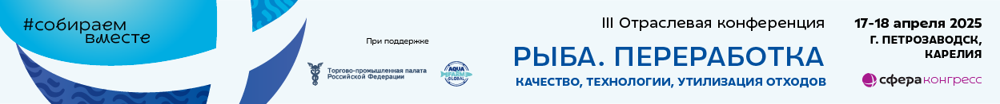 #собираем
вместе
При поддержке
Торгово-промышленная палата
Российской Федерации
AQUA
FARM
GLOBAL
III Отраслевая конференция
РЫБА. ПЕРЕРАБОТКА
КАЧЕСТВО, ТЕХНОЛОГИИ, УТИЛИЗАЦИЯ ОТХОДОВ
17-18 апреля 2025
Г. ПЕТРОЗАВОДСК,
КАРЕЛИЯ
сфера конгресс